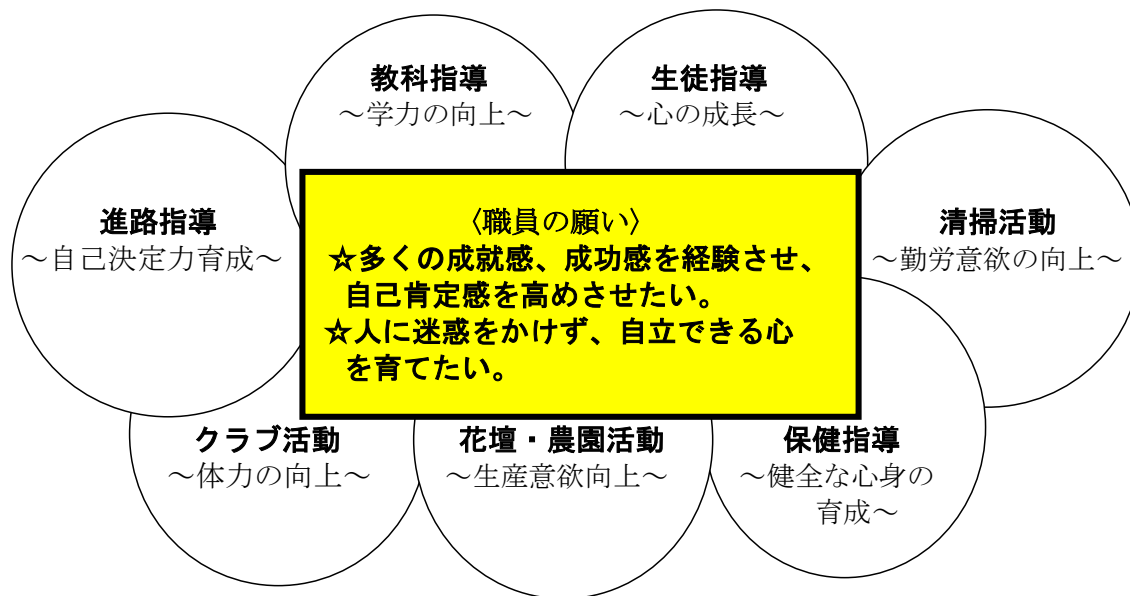 教科指導
～学力の向上～
生徒指導
～心の成長～
進路指導
～自己決定力育成～
〈職員の願い〉
☆多くの成就感、成功感を経験させ、
自己肯定感を高めさせたい。
☆人に迷惑をかけず、自立できる心
を育てたい。
清掃活動
～勤労意欲の向上～
クラブ活動
～体力の向上～
花壇・農園活動
～生産意欲向上～
保健指導
～健全な心身の
育成～